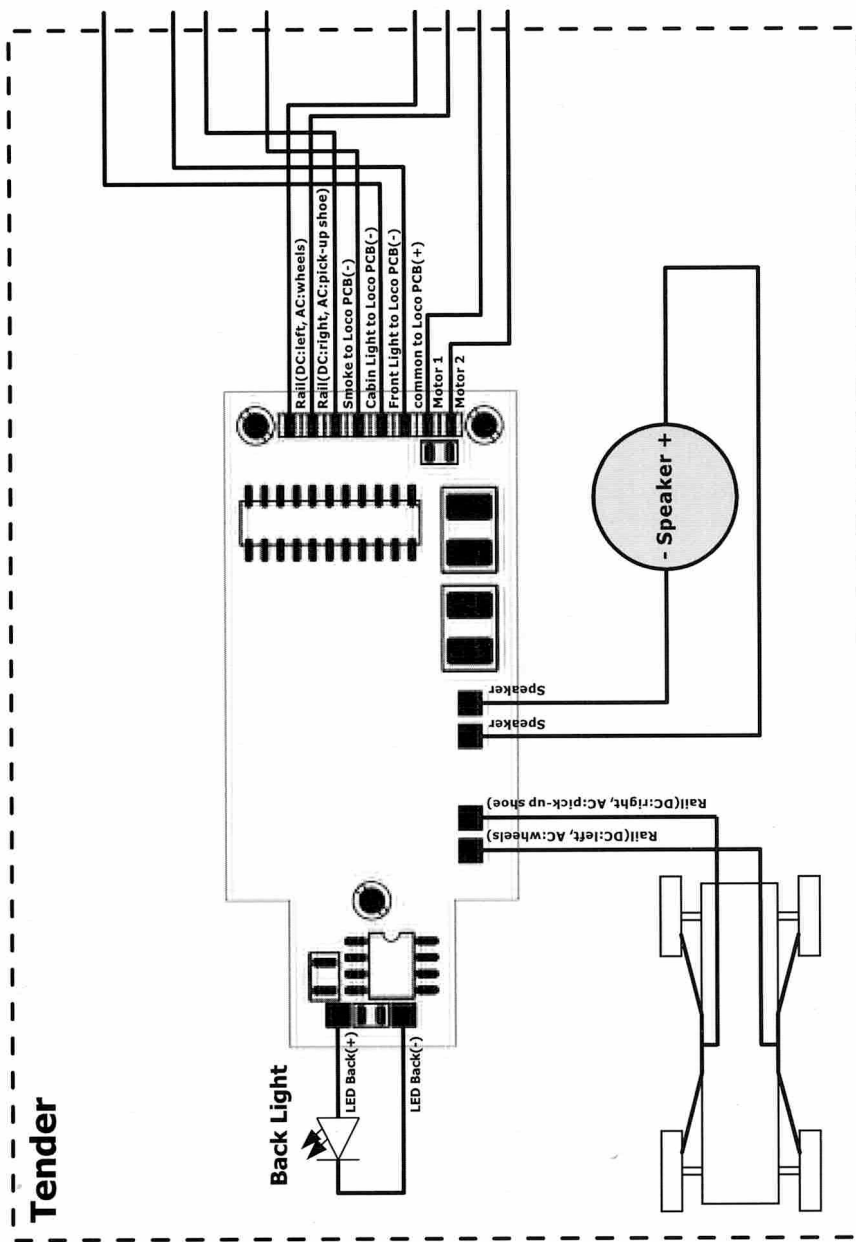 Tender
Back Light
LED Back(+)
LED Back(-)
Rail(DC:left, AC:wheels)
Rail(DC:right, AC:pick-up shoe)
Smoke to Loco PCB(-)
Cabin Light to Loco PCB(-)
Front Light to Loco PCB(-)
common to Loco PCB(+)
Motor 1
Motor 2
Speaker
Speaker
Rail(DC:right, AC:pick-up shoe)
Rail(DC:left, AC:wheels)
- Speaker +